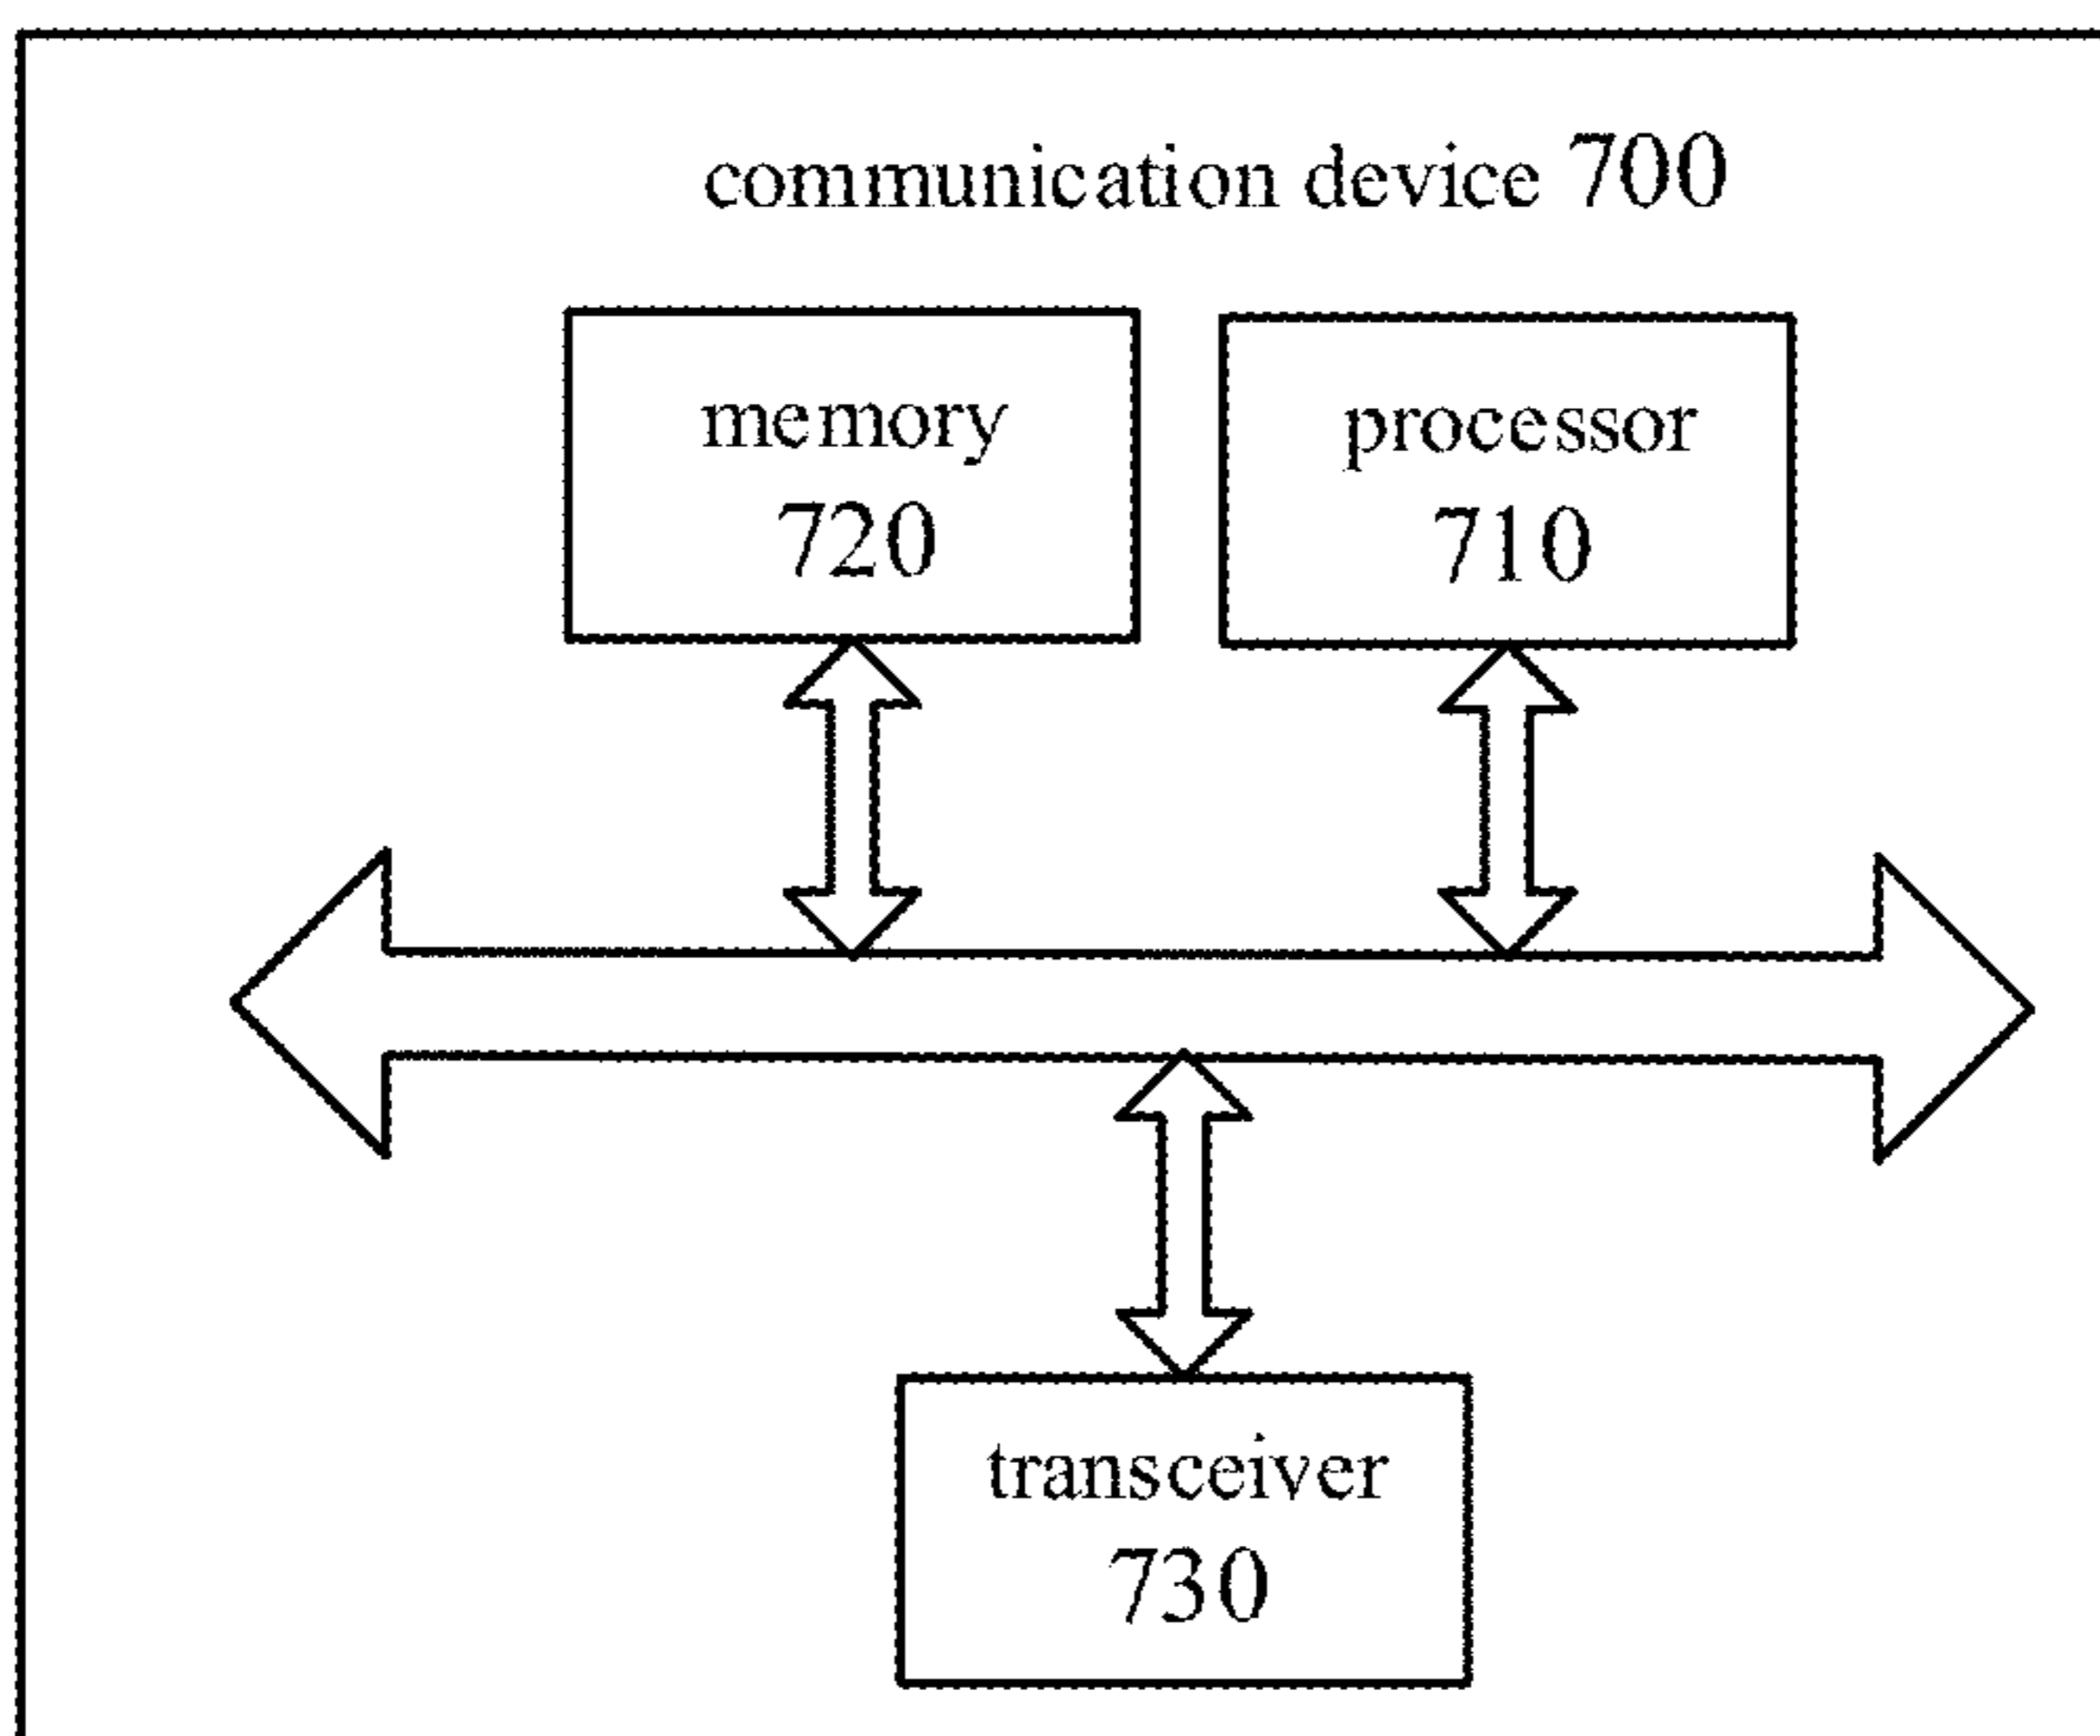 communication device 700
memory
720
processor
710
transceiver
730